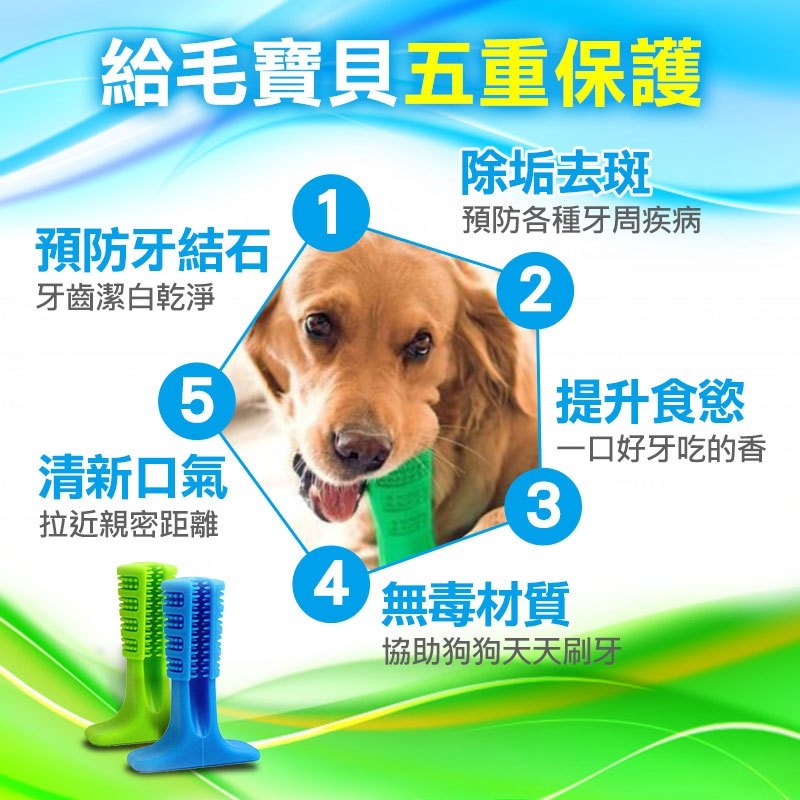 給毛寶貝五重保護
1
預防牙結石
牙齒潔白乾淨
2
除垢去斑
預防各種牙周疾病
3
提升食慾
一口好牙吃的香
4
無毒材質
協助狗狗天天刷牙
5
清新口氣
拉近親密距離